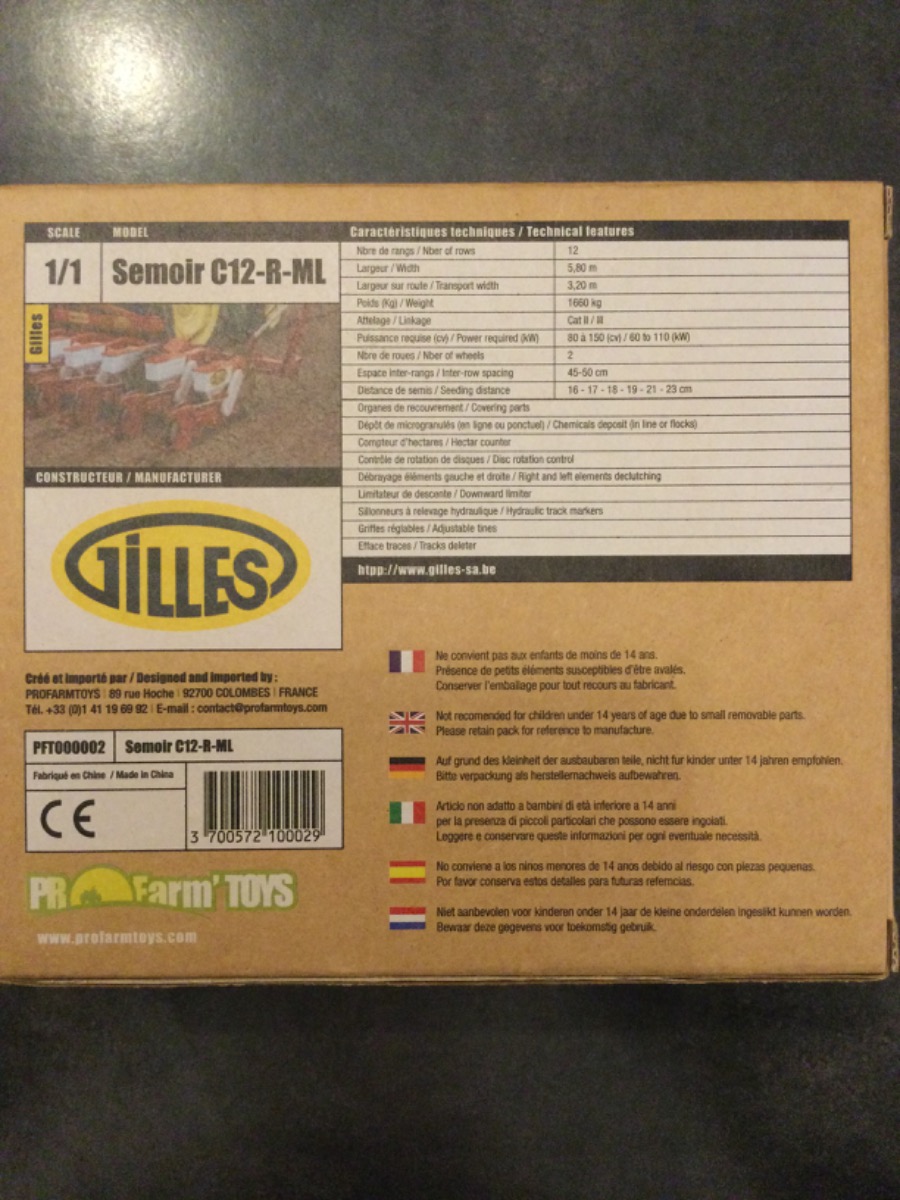 SCALE MODEL
1/1 Semoir C12-R-ML
Gilles
CONSTRUCTEUR / MANUFACTURER
GiLLES
Caractéristiques techniques / Technical features
Nbre de rangs / Nber of rows 12
Largeur / Width 5,80 m
Largeur sur route / Transport width 3,20 m
Poids (Kg) / Weight 1660 kg
Attelage / Linkage Cat II / III
Puissance requise (cv) / Power required (kW) 80 à 150 (cv) / 60 to 110 (kW)
Nbre de roues / Nber of wheels 2
Espace inter-rangs / Inter-row spacing 45-50 cm
Distance de semis / Seeding distance 16 - 17 - 18 - 19 - 21 - 23 cm
Organes de recouvrement / Covering parts
Dépôt de microgranulés (en ligne ou ponctuel) / Chemicals deposit (in line or flocks)
Compteur d'hectares / Hectar counter
Contrôle de rotation de disques / Disc rotation control
Débrayage éléments gauche et droite / Right and left elements declutching
Limitateur de descente / Downward limiter
Sillonneurs à relevage hydraulique / Hydraulic track markers
Griffes réglables / Adjustable tines
Efface traces / Tracks deleter
htpp://www.gilles-sa.be
Créé et importé par / Designed and imported by :
PROFARMTOYS | 89 rue Hoche | 92700 COLOMBES | FRANCE
Tél. +33 (0)1 41 19 69 92 | E-mail : contact@profarmtoys.com
PFT000002 Semoir C12-R-ML
Fabriqué en Chine / Made in China
CE
3 700572 100029
PRO Farm' TOYS
www.profarmtoys.com
Ne convient pas aux enfants de moins de 14 ans.
Présence de petits éléments susceptibles d'être avalés.
Conserver l'emballage pour tout recours au fabricant.
Not recomended for children under 14 years of age due to small removable parts.
Please retain pack for reference to manufacture.
Auf grund des kleinheit der ausbaubaren teile, nicht fur kinder unter 14 jahren empfohlen.
Bitte verpackung als herstellernachweis aufbewahren.
Articlo non adatto a bambini di età inferiore a 14 anni
per la presenza di piccoli particolari che possono essere ingoiati.
Leggere e conservare queste informazioni per ogni eventuale necessità.
No conviene a los ninos menores de 14 anos debido al riesgo con piezas pequenas.
Por favor conserva estos detalles para futuras refemcias.
Niet aanbevolen voor kinderen onder 14 jaar de kleine onderdelen ingeslikt kunnen worden.
Bewaar deze gegevens voor toekomstig gebruik.